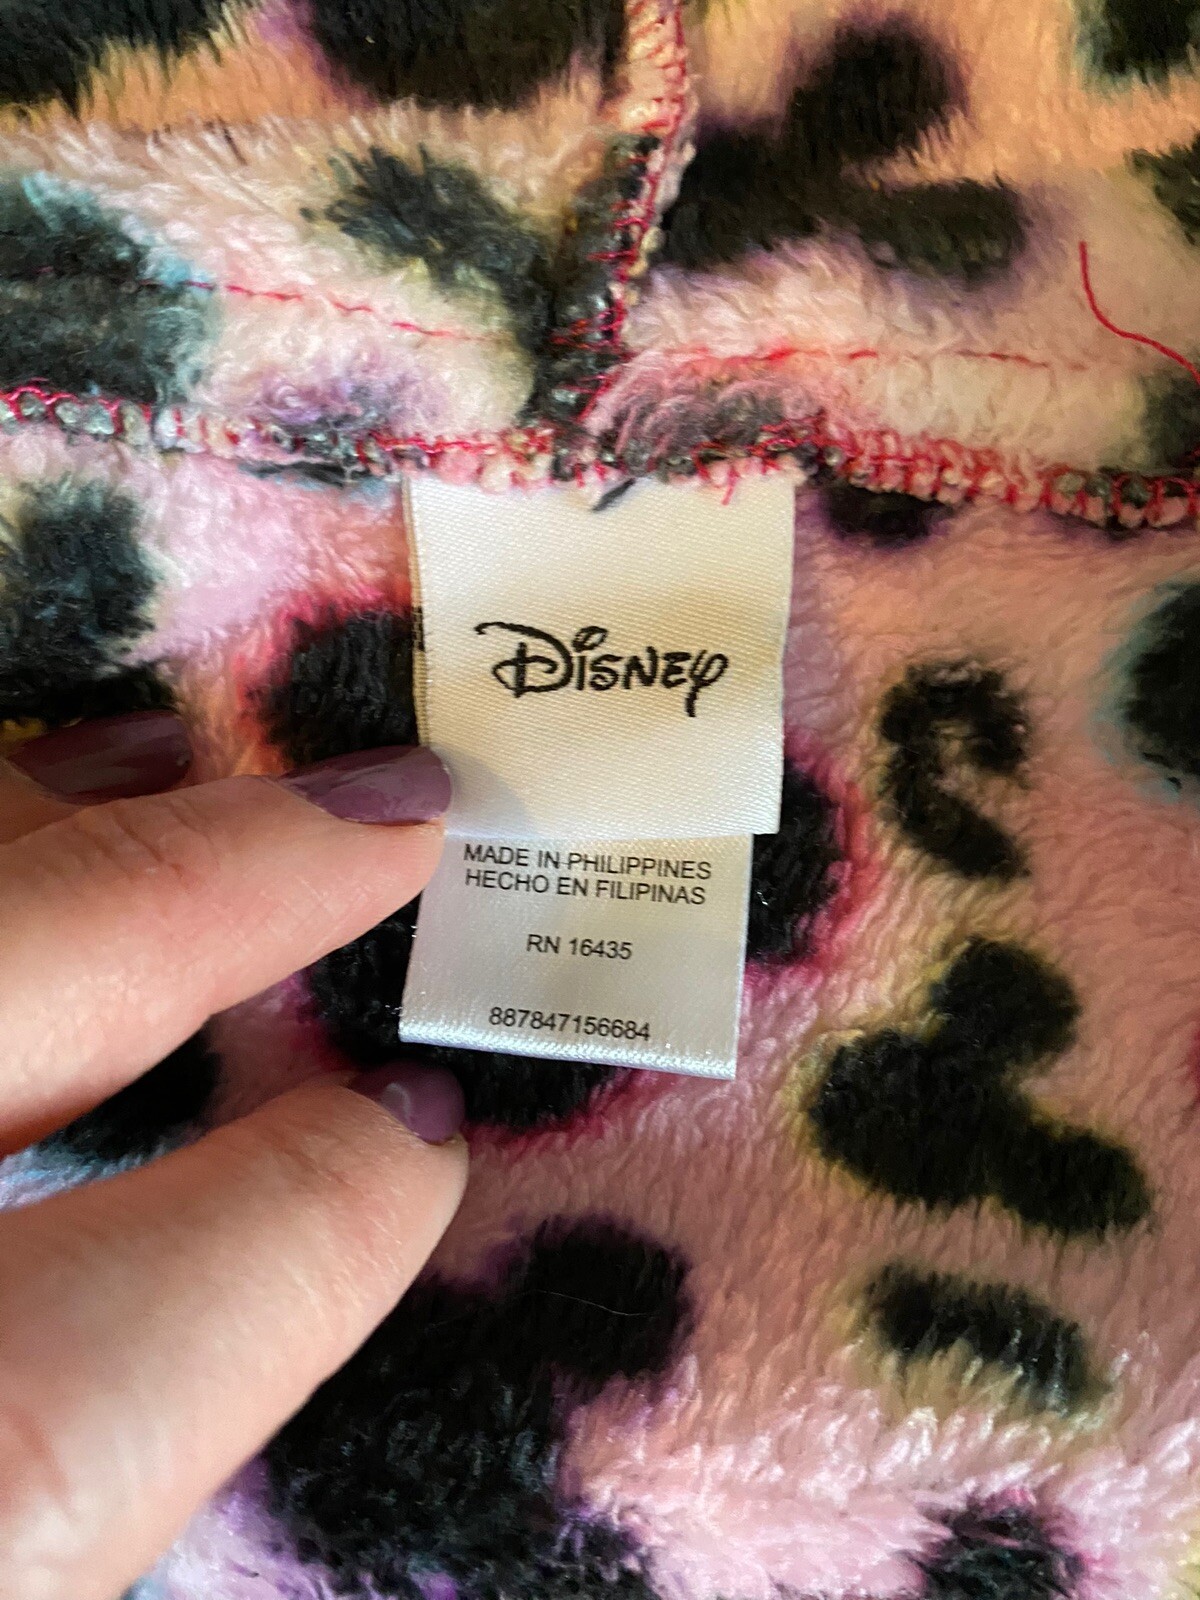 Disney
MADE IN PHILIPPINES
HECHO EN FILIPINAS
RN 16435
887847156684